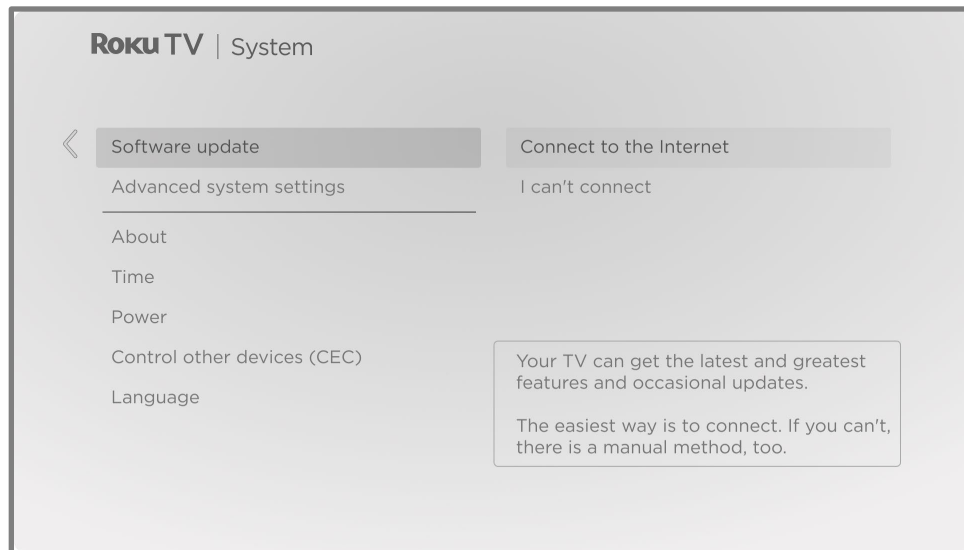 Roku TV | System
Software update
Advanced system settings
About
Time
Power
Control other devices (CEC)
Language
Connect to the Internet
I can't connect
Your TV can get the latest and greatest
features and occasional updates.
The easiest way is to connect. If you can't,
there is a manual method, too.